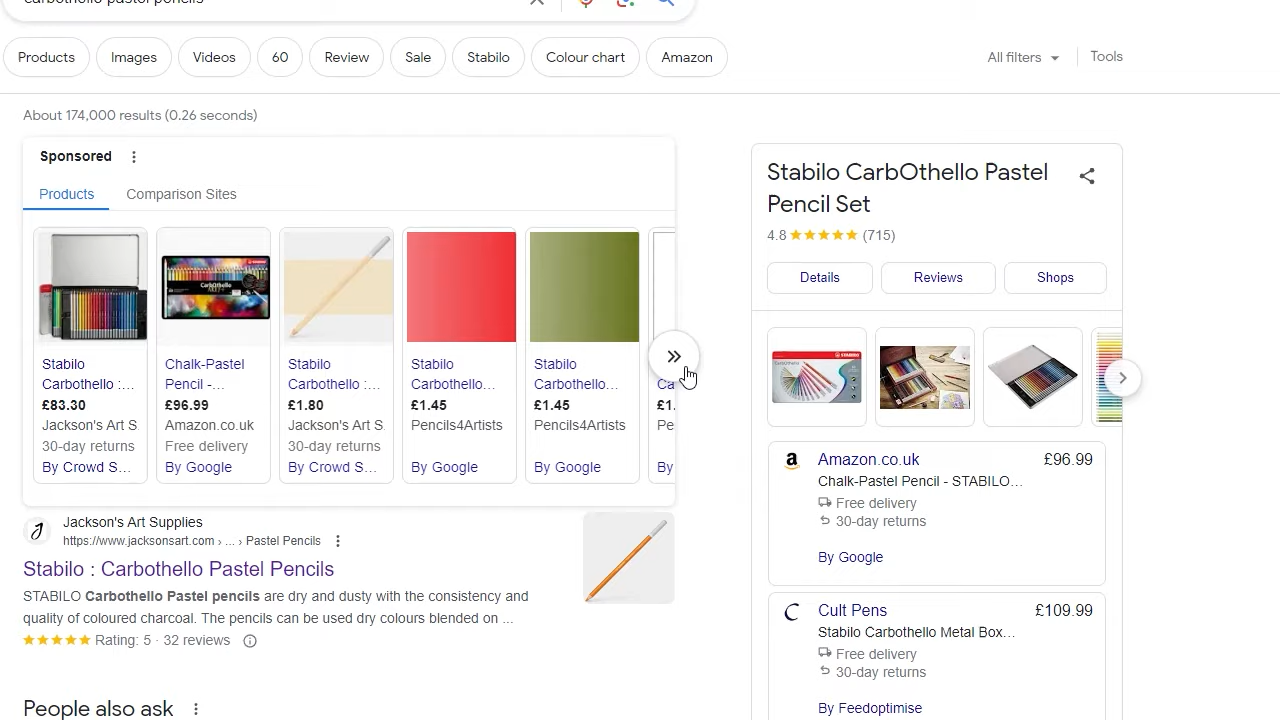 carbothello pastel pencils
Products
Images
Videos
60
Review
Sale
Stabilo
Colour chart
Amazon
All filters
Tools
About 174,000 results (0.26 seconds)
Sponsored
Products
Comparison Sites
Stabilo
Carbothello :...
£83.30
Jackson's Art S
30-day returns
By Crowd S...
Chalk-Pastel
Pencil -...
£96.99
Amazon.co.uk
Free delivery
By Google
Stabilo
Carbothello :...
£1.80
Jackson's Art S
30-day returns
By Crowd S...
Stabilo
Carbothello...
£1.45
Pencils4Artists
By Google
Stabilo
Carbothello...
£1.45
Pencils4Artists
By Google
Ca
£1.
Pe
By
Jackson's Art Supplies
https://www.jacksonsart.com › ... › Pastel Pencils
Stabilo : Carbothello Pastel Pencils
STABILO Carbothello Pastel pencils are dry and dusty with the consistency and
quality of coloured charcoal. The pencils can be used dry colours blended on ...
Rating: 5 · 32 reviews
People also ask
Stabilo CarbOthello Pastel
Pencil Set
4.8 (715)
Details
Reviews
Shops
Amazon.co.uk £96.99
Chalk-Pastel Pencil - STABILO...
Free delivery
30-day returns
By Google
Cult Pens £109.99
Stabilo Carbothello Metal Box...
Free delivery
30-day returns
By Feedoptimise